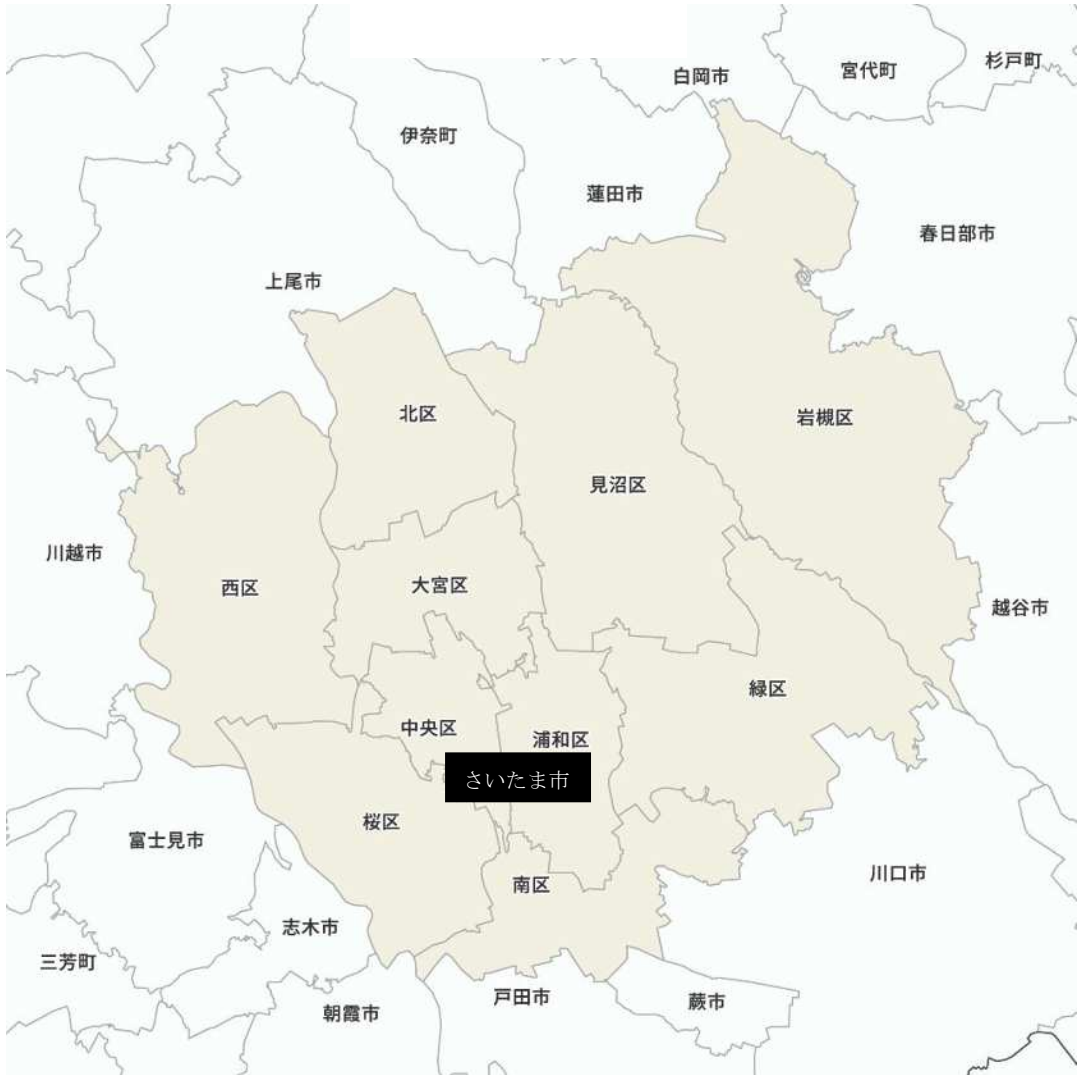 杉戸町
宮代町
白岡市
伊奈町
蓮田市
春日部市
上尾市
北区
岩槻区
見沼区
川越市
西区
大宮区
越谷市
緑区
中央区
浦和区
さいたま市
桜区
富士見市
川口市
南区
志木市
三芳町
戸田市
蕨市
朝霞市